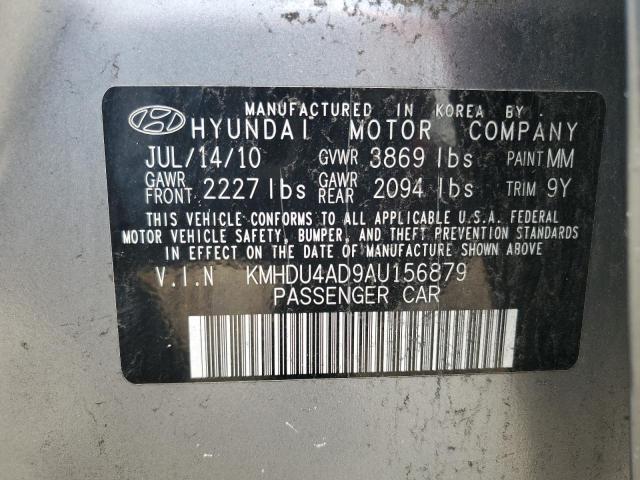 MANUFACTURED IN KOREA BY
HYUNDAI MOTOR COMPANY
JUL/14/10 GVWR 3869 lbs PAINT MM
GAWR FRONT 2227 lbs GAWR REAR 2094 lbs TRIM 9Y
THIS VEHICLE CONFORMS TO ALL APPLICABLE U.S.A. FEDERAL
MOTOR VEHICLE SAFETY, BUMPER, AND THEFT PREVENTION STANDARDS
IN EFFECT ON THE DATE OF MANUFACTURE SHOWN ABOVE.
V.I.N KMHDU4AD9AU156879
PASSENGER CAR